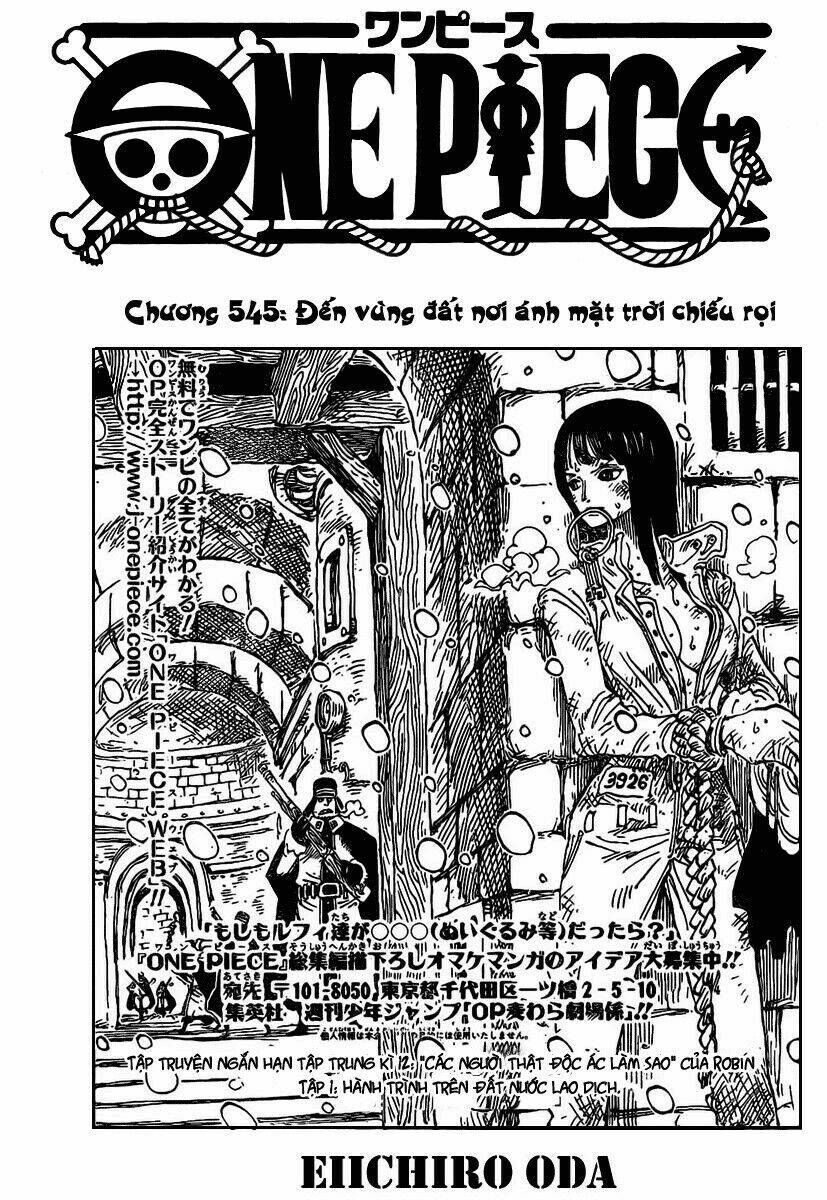 ワンピース
ONE PIECE
Chương 545: Đến vùng đất nơi ánh mặt trời chiếu rọi
無料でワンピの全てがわかる!!
OP完全ストーリー紹介サイト「ONE PIECE WEB」!!
→http://www.j-onepiece.com
3926
「もしもルフィ達が○○○(ぬいぐるみ等)だったら?」
『ONE PIECE』総集編描下ろしオマケマンガのアイデア大募集中!!
宛先 〒101-8050 東京都千代田区一ツ橋2-5-10
集英社 週刊少年ジャンプ「OP麦わら劇場係」!!
TẬP TRUYỆN NGẮN HẠN TẬP TRUNG KÌ 12: "CÁC NGƯỜI THẬT ĐỘC ÁC LÀM SAO" CỦA ROBIN
TẬP 1: HÀNH TRÌNH TRÊN ĐẤT NƯỚC LAO DỊCH.
EIICHIRO ODA